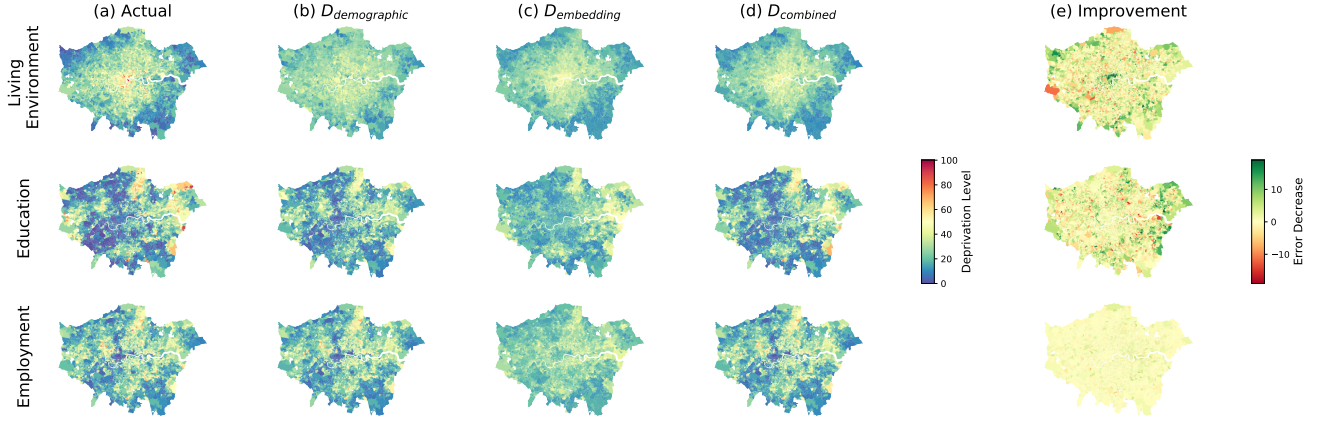 (a) Actual
(b) D_demographic
(c) D_embedding
(d) D_combined
(e) Improvement
Living
Environment
Education
Employment
100
80
60
40
20
0
Deprivation Level
10
0
−10
Error Decrease